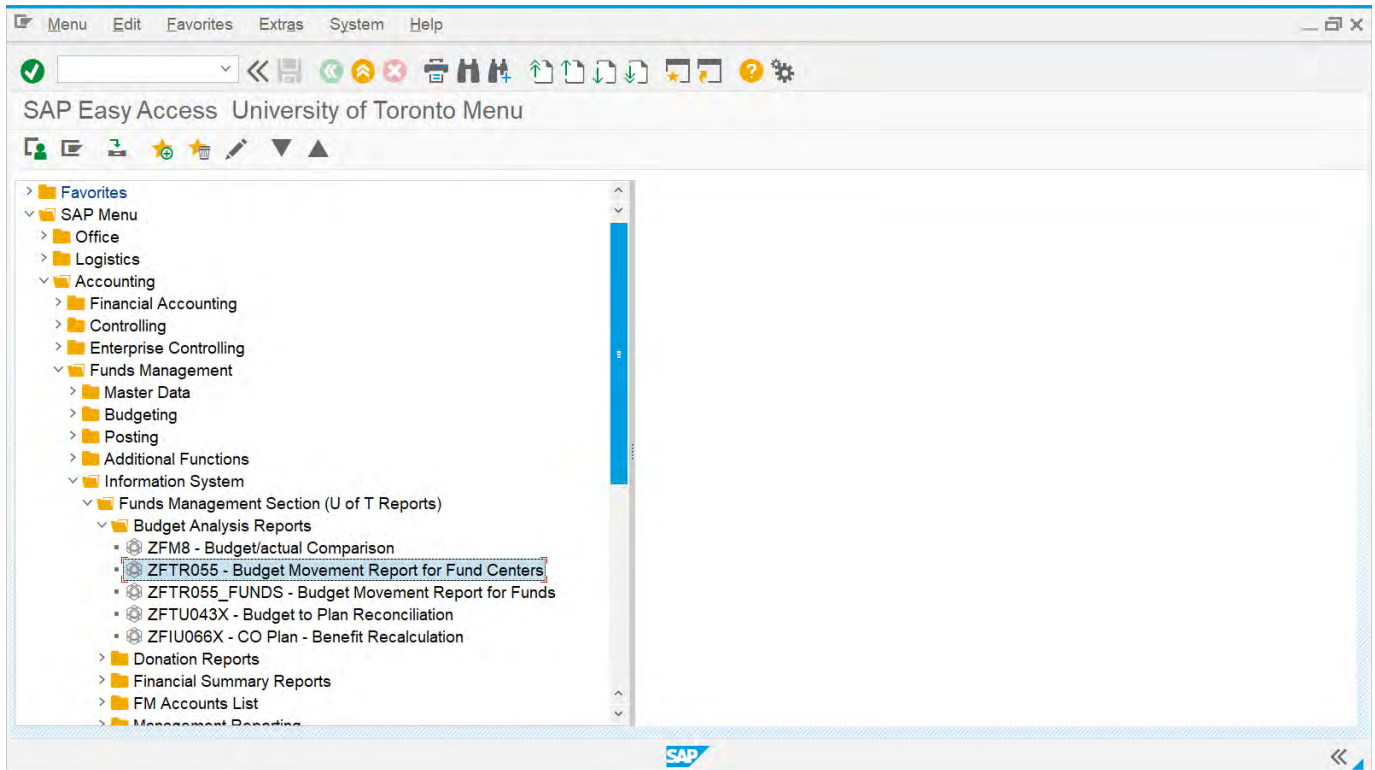 Menu Edit Favorites Extras System Help
SAP Easy Access University of Toronto Menu
Favorites
SAP Menu
Office
Logistics
Accounting
Financial Accounting
Controlling
Enterprise Controlling
Funds Management
Master Data
Budgeting
Posting
Additional Functions
Information System
Funds Management Section (U of T Reports)
Budget Analysis Reports
ZFM8 - Budget/actual Comparison
ZFTR055 - Budget Movement Report for Fund Centers
ZFTR055_FUNDS - Budget Movement Report for Funds
ZFTU043X - Budget to Plan Reconciliation
ZFIU066X - CO Plan - Benefit Recalculation
Donation Reports
Financial Summary Reports
FM Accounts List
Management Reporting
SAP